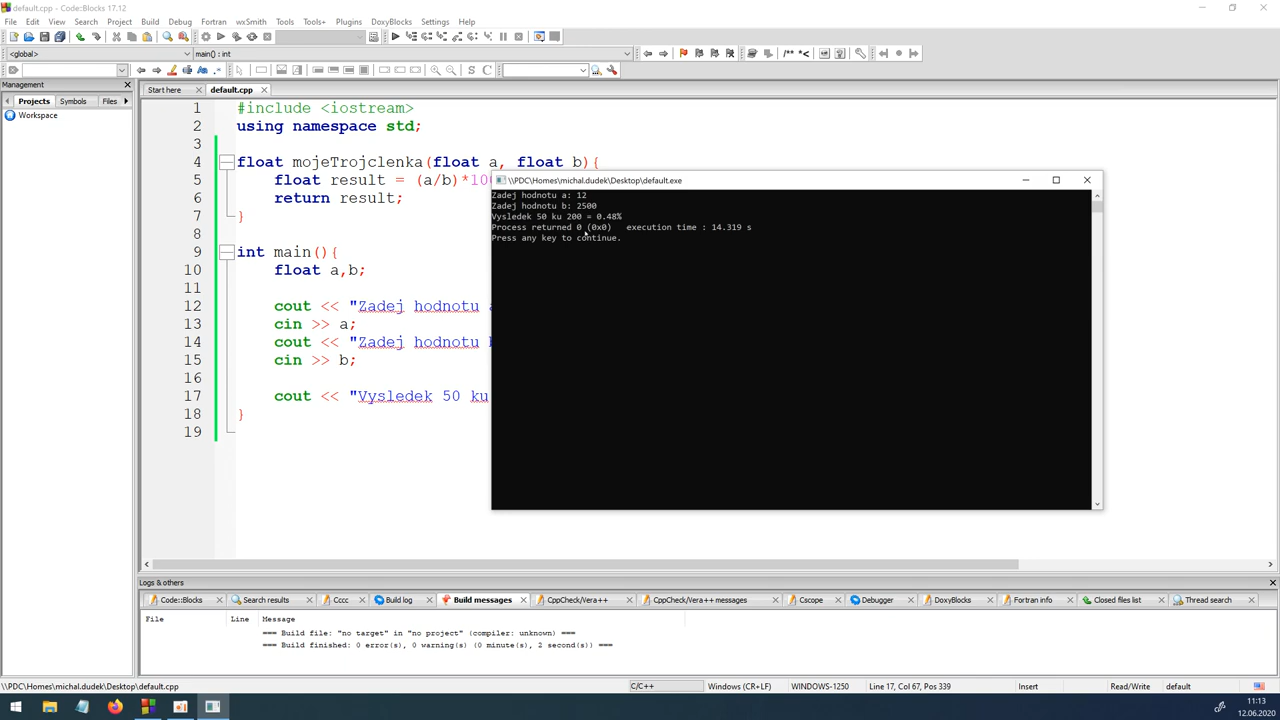 default.cpp - Code::Blocks 17.12
File Edit View Search Project Build Debug Fortran wxSmith Tools Tools+ Plugins DoxyBlocks Settings Help
<global> main() : int
Management
Projects Symbols Files
Workspace
Start here default.cpp
1 #include <iostream>
2 using namespace std;
3
4 float mojeTrojclenka(float a, float b){
5 float result = (a/b)*10
6 return result;
7 }
8
9 int main(){
10 float a,b;
11
12 cout << "Zadej hodnotu a
13 cin >> a;
14 cout << "Zadej hodnotu
15 cin >> b;
16
17 cout << "Vysledek 50 ku
18 }
19
\\PDC\Homes\michal.dudek\Desktop\default.exe
Zadej hodnotu a: 12
Zadej hodnotu b: 2500
Vysledek 50 ku 200 = 0.48%
Process returned 0 (0x0) execution time : 14.319 s
Press any key to continue.
Logs & others
Code::Blocks Search results Cccc Build log Build messages CppCheck/Vera++ CppCheck/Vera++ messages Cscope Debugger DoxyBlocks Fortran info Closed files list Thread search
File Line Message
=== Build file: "no target" in "no project" (compiler: unknown) ===
=== Build finished: 0 error(s), 0 warning(s) (0 minute(s), 2 second(s)) ===
\\PDC\Homes\michal.dudek\Desktop\default.cpp C/C++ Windows (CR+LF) WINDOWS-1250 Line 17, Col 67, Pos 339 Insert Read/Write default
11:13
12.06.2020